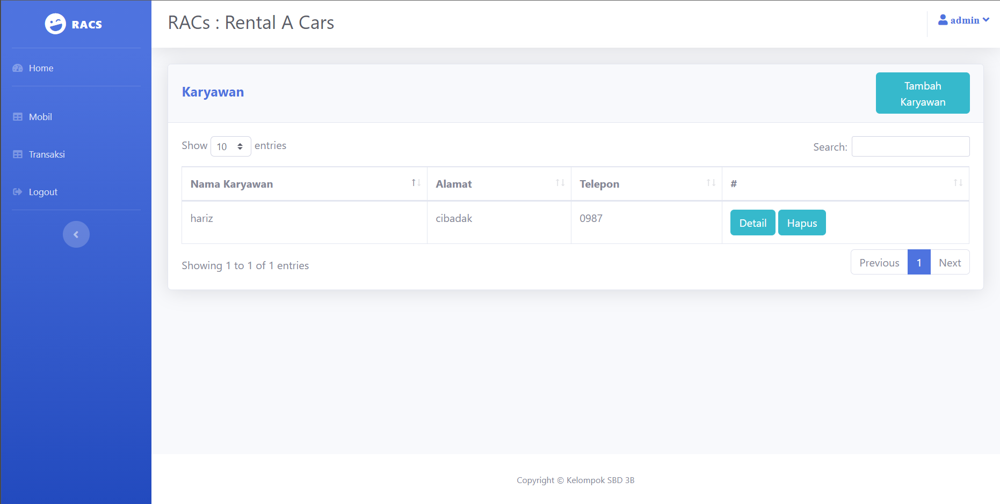 RACS
RACs : Rental A Cars
admin
Home
Mobil
Transaksi
Logout
Karyawan
Tambah
Karyawan
Show 10 entries
Search:
Nama Karyawan Alamat Telepon #
hariz cibadak 0987 Detail Hapus
Showing 1 to 1 of 1 entries
Previous 1 Next
Copyright © Kelompok SBD 3B